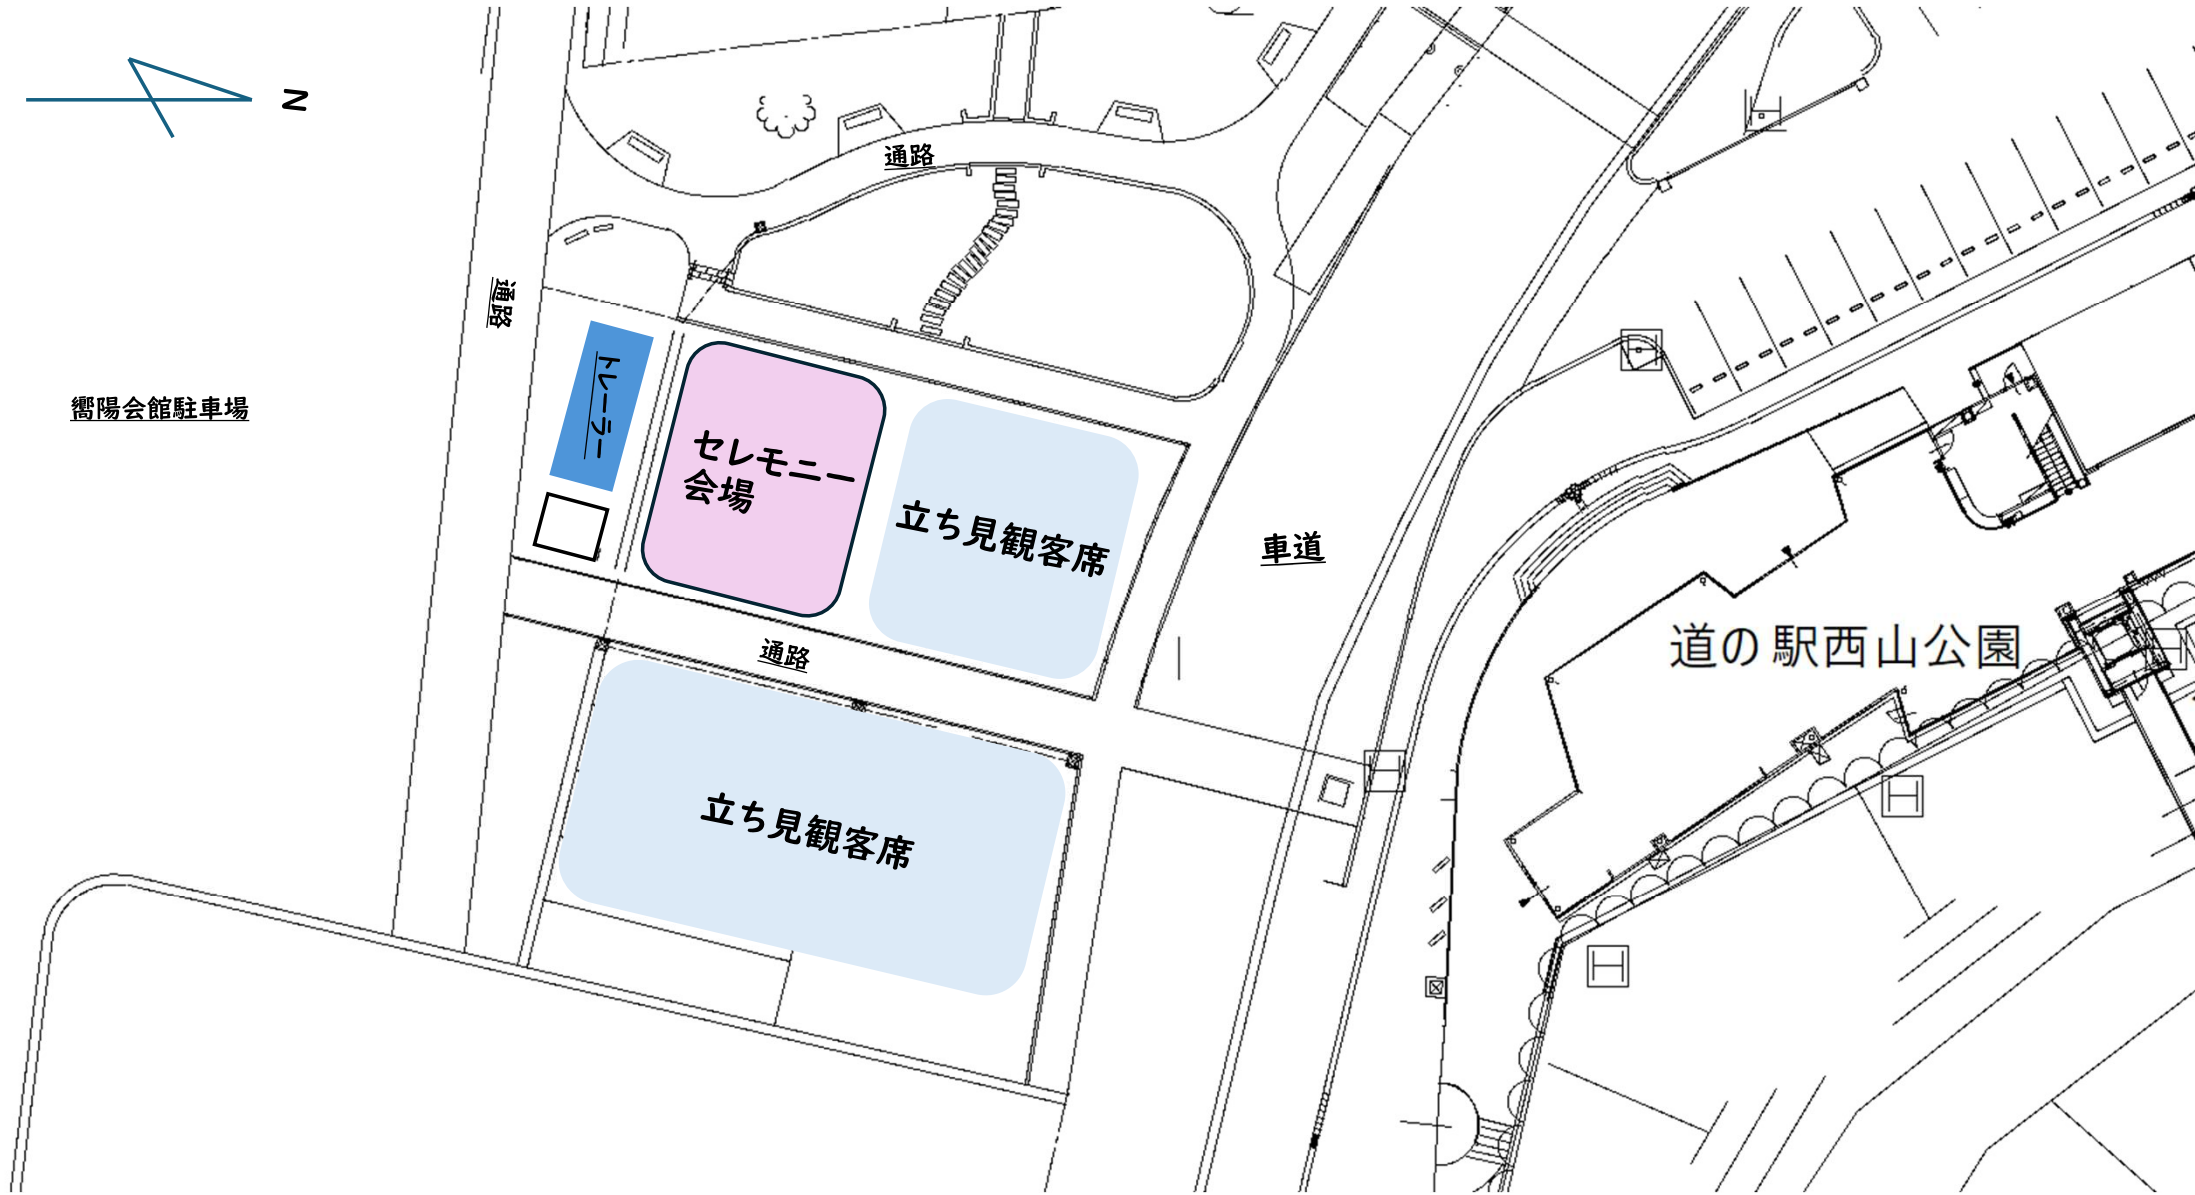 N
通路
通路
トレーラー
嚮陽会館駐車場
セレモニー
会場
立ち見観客席
車道
通路
道の駅西山公園
立ち見観客席